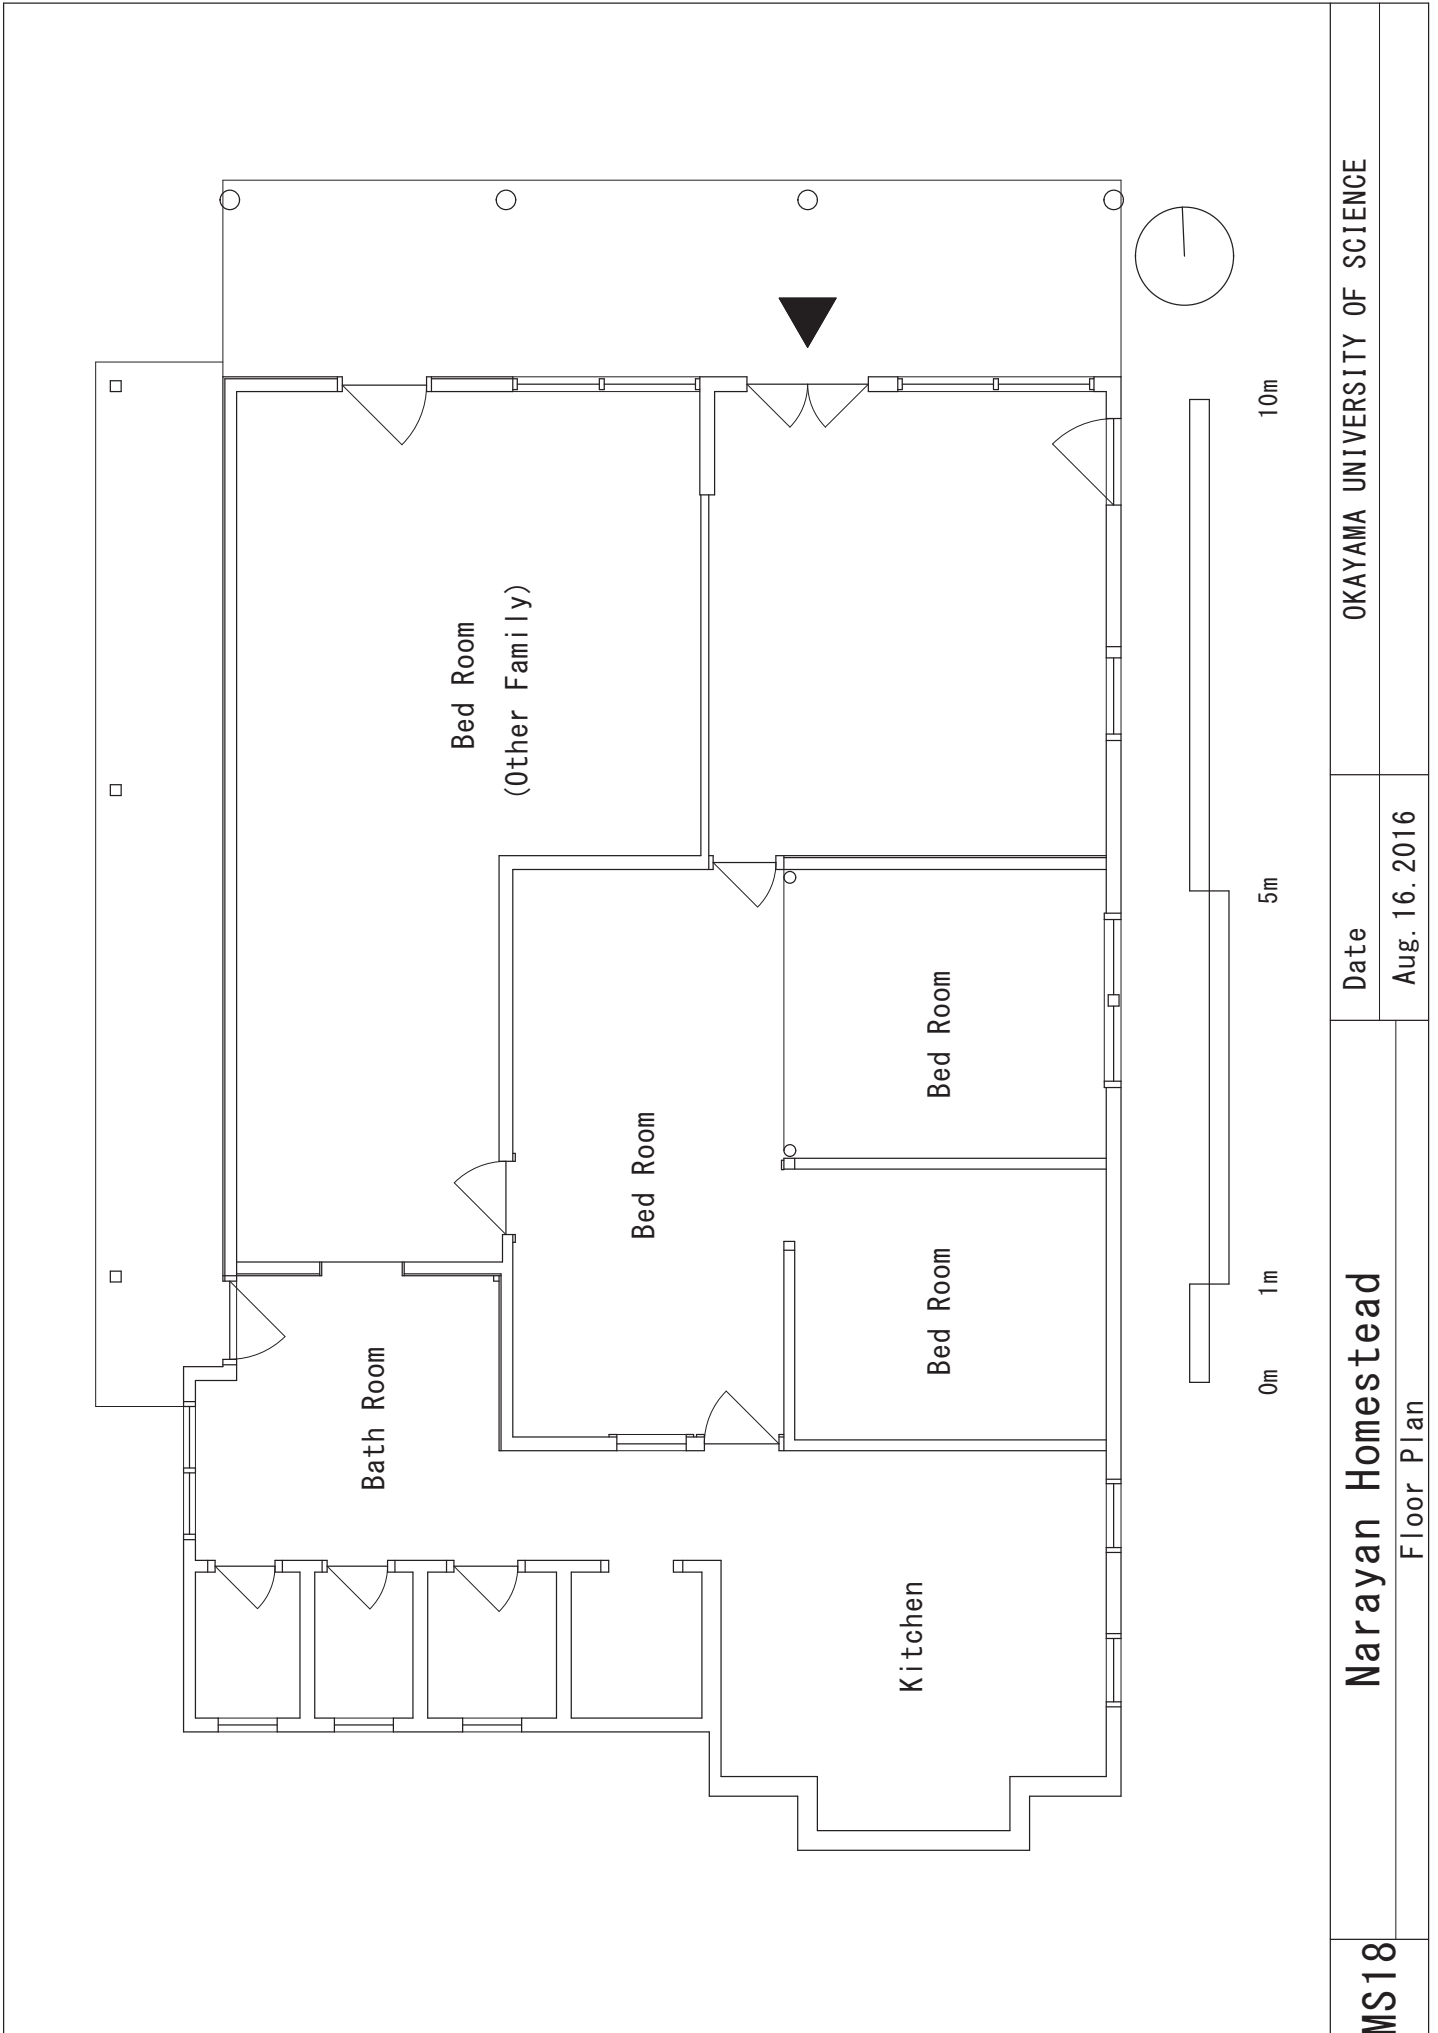 Bed Room
(Other Family)
Bath Room
Bed Room
Bed Room
Bed Room
Kitchen
0m
1m
5m
10m
MS18
Narayan Homestead
Floor Plan
Date
Aug. 16. 2016
OKAYAMA UNIVERSITY OF SCIENCE